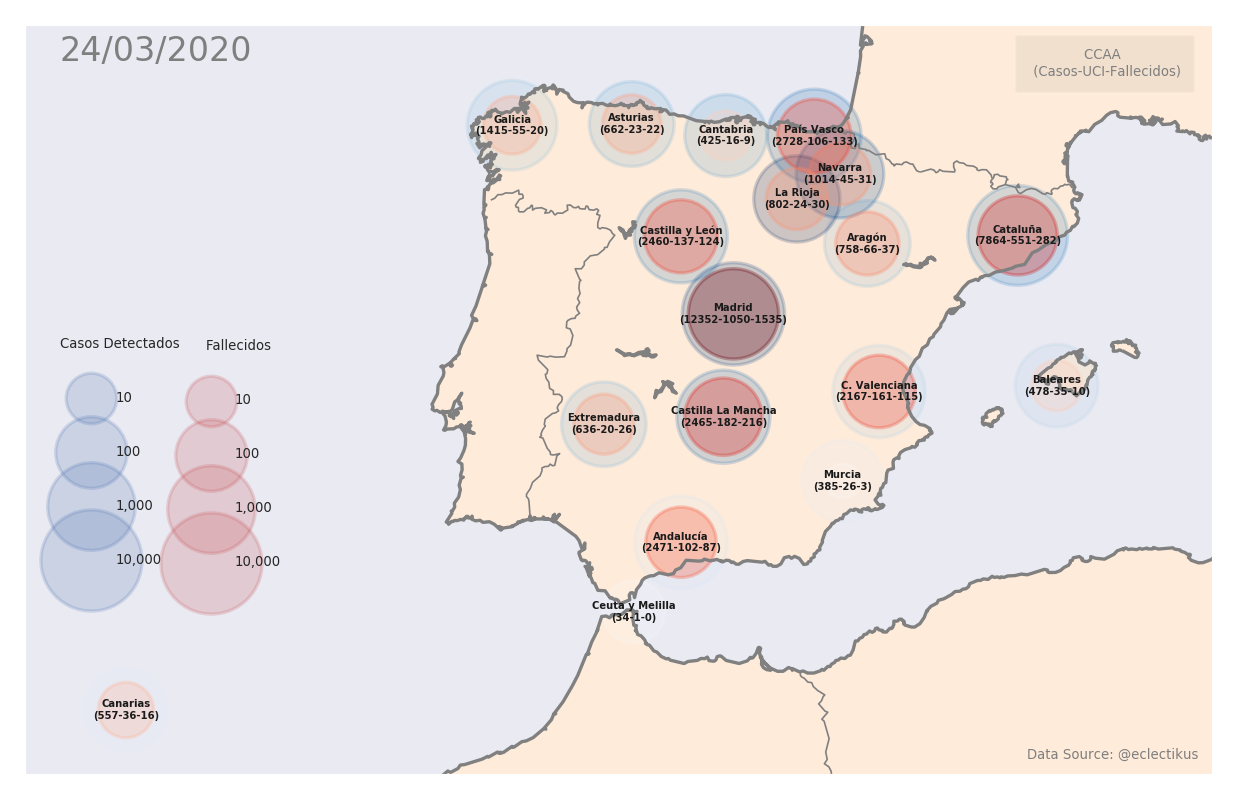 24/03/2020
CCAA
(Casos-UCI-Fallecidos)
Galicia
(1415-55-20)
Asturias
(662-23-22)
Cantabria
(425-16-9)
País Vasco
(2728-106-133)
Navarra
(1014-45-31)
La Rioja
(802-24-30)
Castilla y León
(2460-137-124)
Aragón
(758-66-37)
Cataluña
(7864-551-282)
Madrid
(12352-1050-1535)
Casos Detectados
Fallecidos
10
10
100
100
1,000
1,000
10,000
10,000
C. Valenciana
(2167-161-115)
Baleares
(478-35-10)
Extremadura
(636-20-26)
Castilla La Mancha
(2465-182-216)
Murcia
(385-26-3)
Andalucía
(2471-102-87)
Ceuta y Melilla
(34-1-0)
Canarias
(557-36-16)
Data Source: @eclectikus